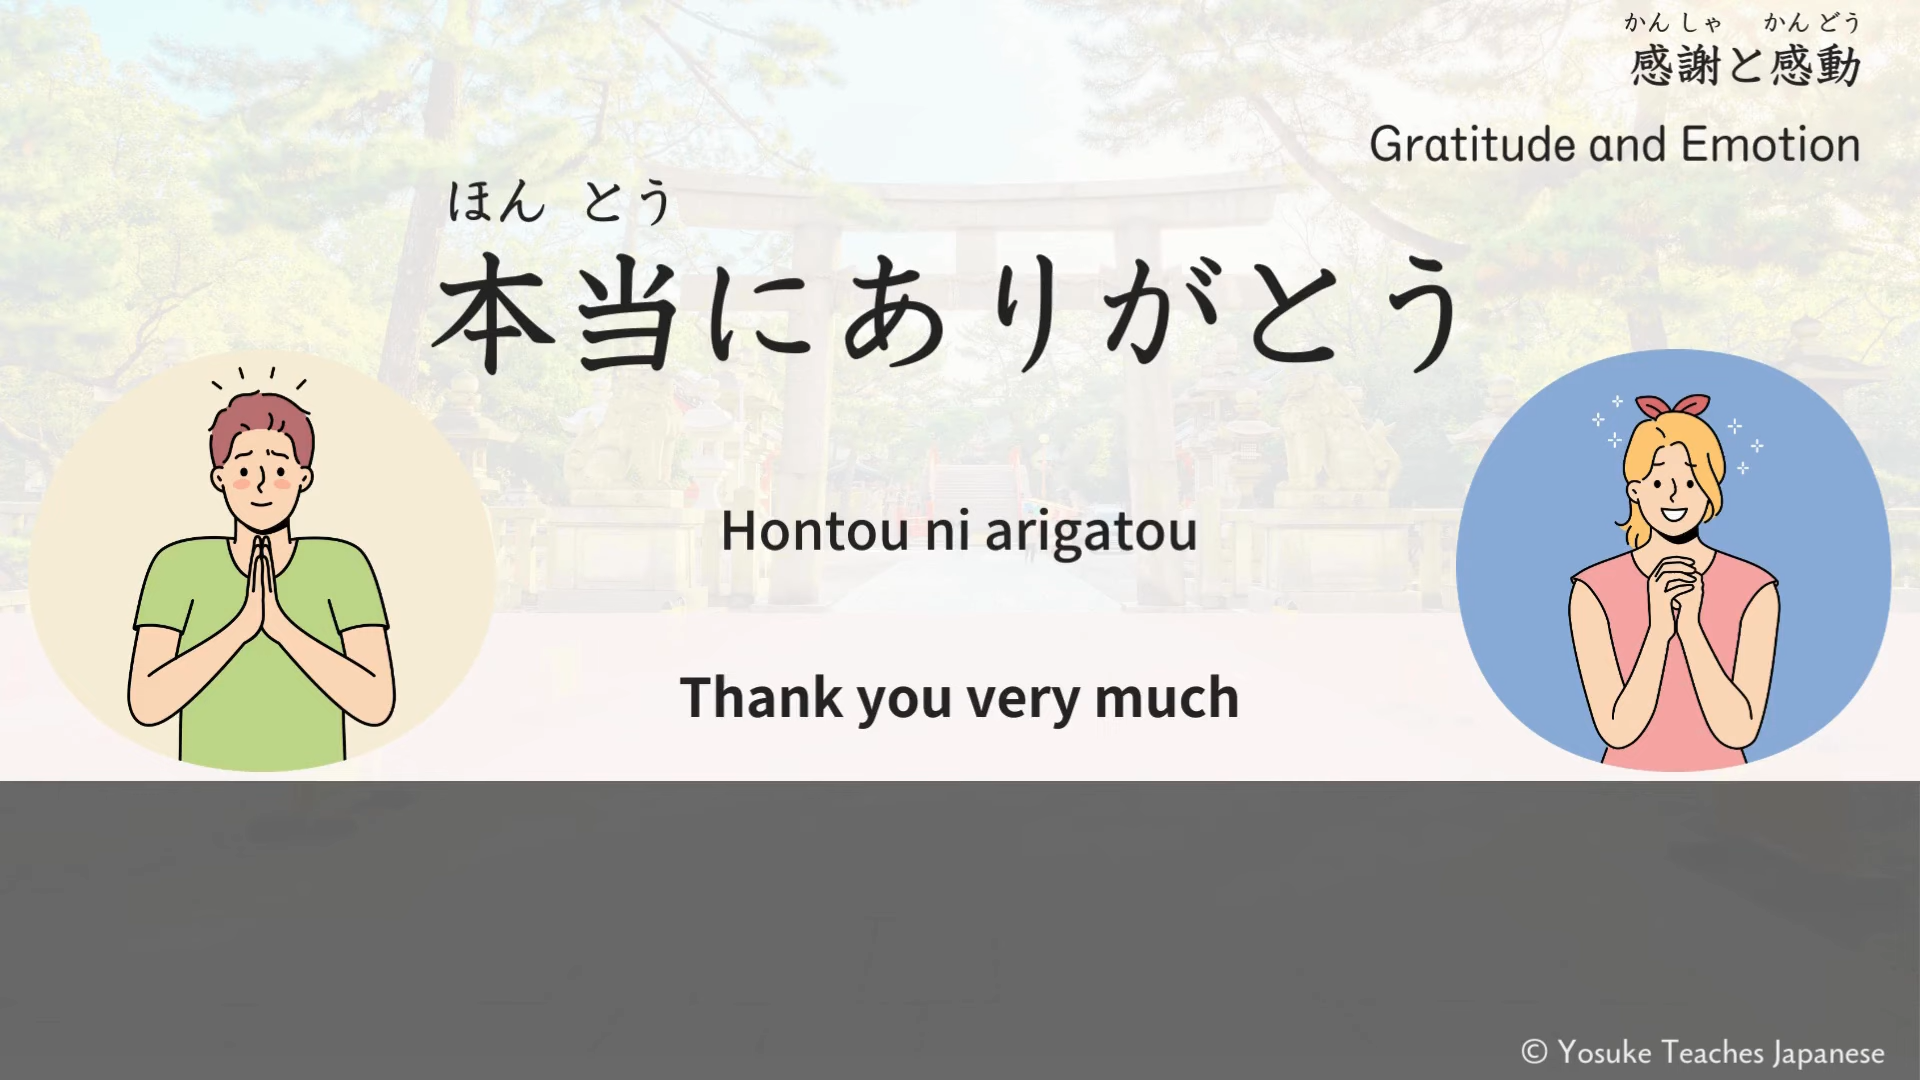 かんしゃ かんどう
感謝と感動
Gratitude and Emotion
ほん とう
本当にありがとう
Hontou ni arigatou
Thank you very much
© Yosuke Teaches Japanese